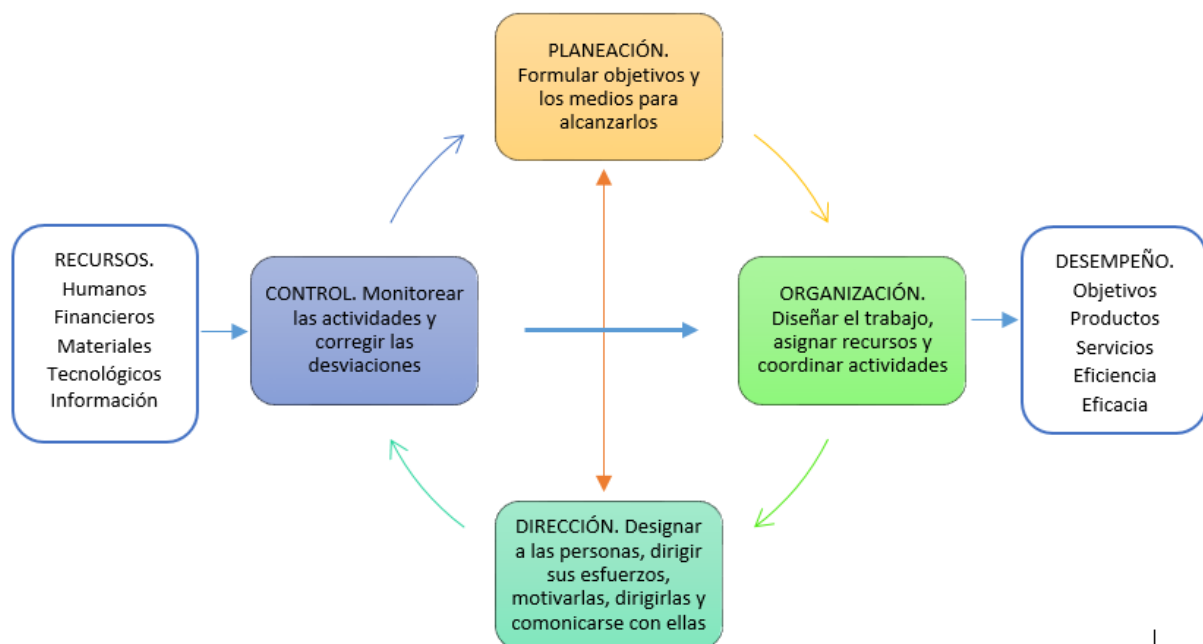 PLANEACIÓN.
Formular objetivos y
los medios para
alcanzarlos
RECURSOS.
Humanos
Financieros
Materiales
Tecnológicos
Información
CONTROL. Monitorear
las actividades y
corregir las
desviaciones
ORGANIZACIÓN.
Diseñar el trabajo,
asignar recursos y
coordinar actividades
DESEMPEÑO.
Objetivos
Productos
Servicios
Eficiencia
Eficacia
DIRECCIÓN. Designar
a las personas, dirigir
sus esfuerzos,
motivarlas, dirigirlas y
comonicarse con ellas